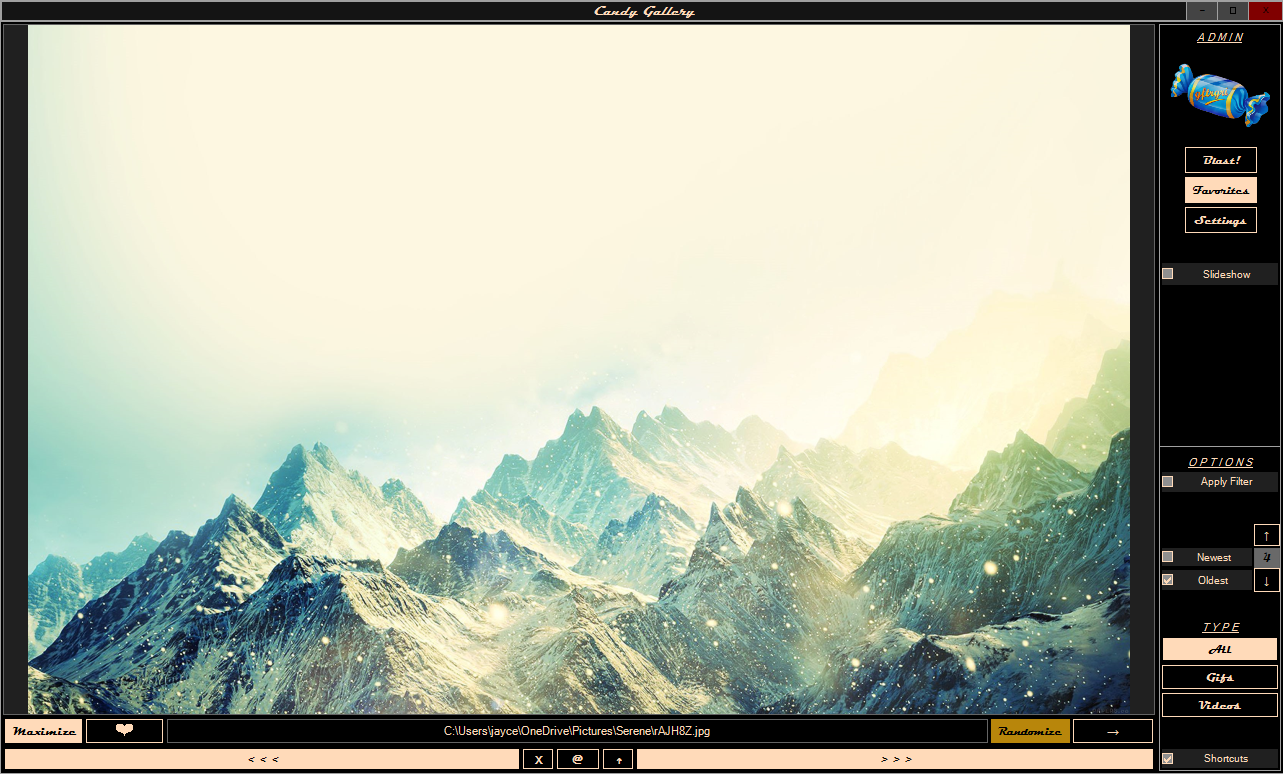 Candy Gallery
- X
ADMIN
Blast!
Favorites
Settings
Slideshow
OPTIONS
Apply Filter
↑
Newest 4
Oldest ↓
TYPE
All
Gifs
Videos
Maximize ❤ C:\Users\jayce\OneDrive\Pictures\Serene\rAJH8Z.jpg Randomize →
< < < X @ ↑ > > > Shortcuts